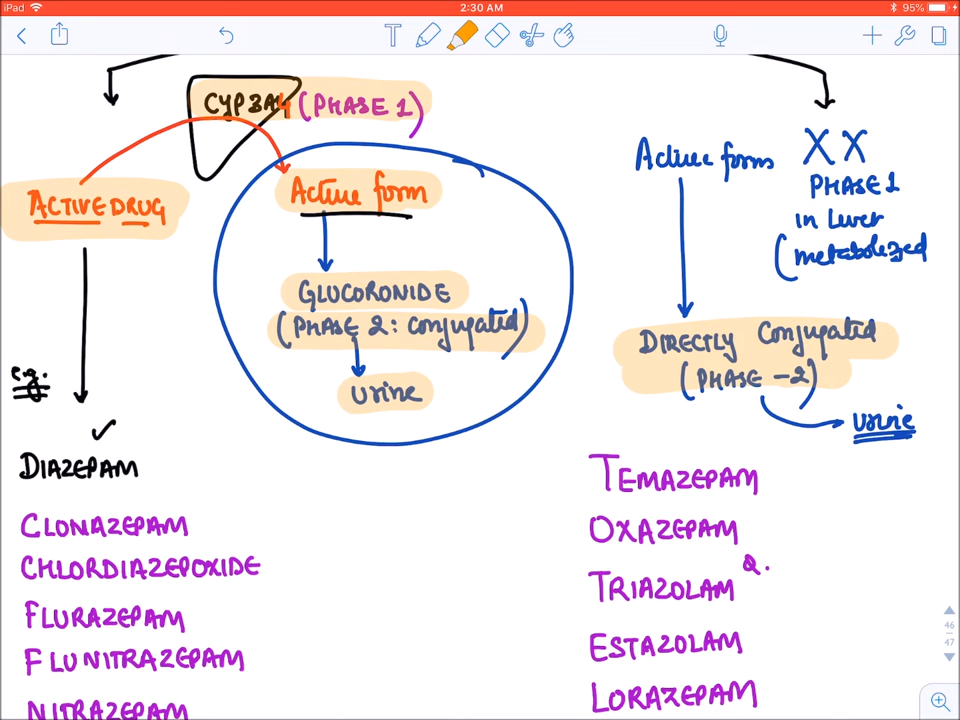 iPad
2:30 AM
95%
T
CYP3A4 (PHASE 1)
ACTIVE DRUG
Active form
GLUCORONIDE
(PHASE 2: conjugated)
urine
Active forms XX
PHASE 1
in Liver
(metabolized
DIRECTLY Conjugated
(PHASE -2)
urine
e.g.
DIAZEPAM
CLONAZEPAM
CHLORDIAZEPOXIDE
FLURAZEPAM
FLUNITRAZEPAM
NITRAZEPAM
TEMAZEPAM
OXAZEPAM
Q.
TRIAZOLAM
ESTAZOLAM
LORAZEPAM
46
47